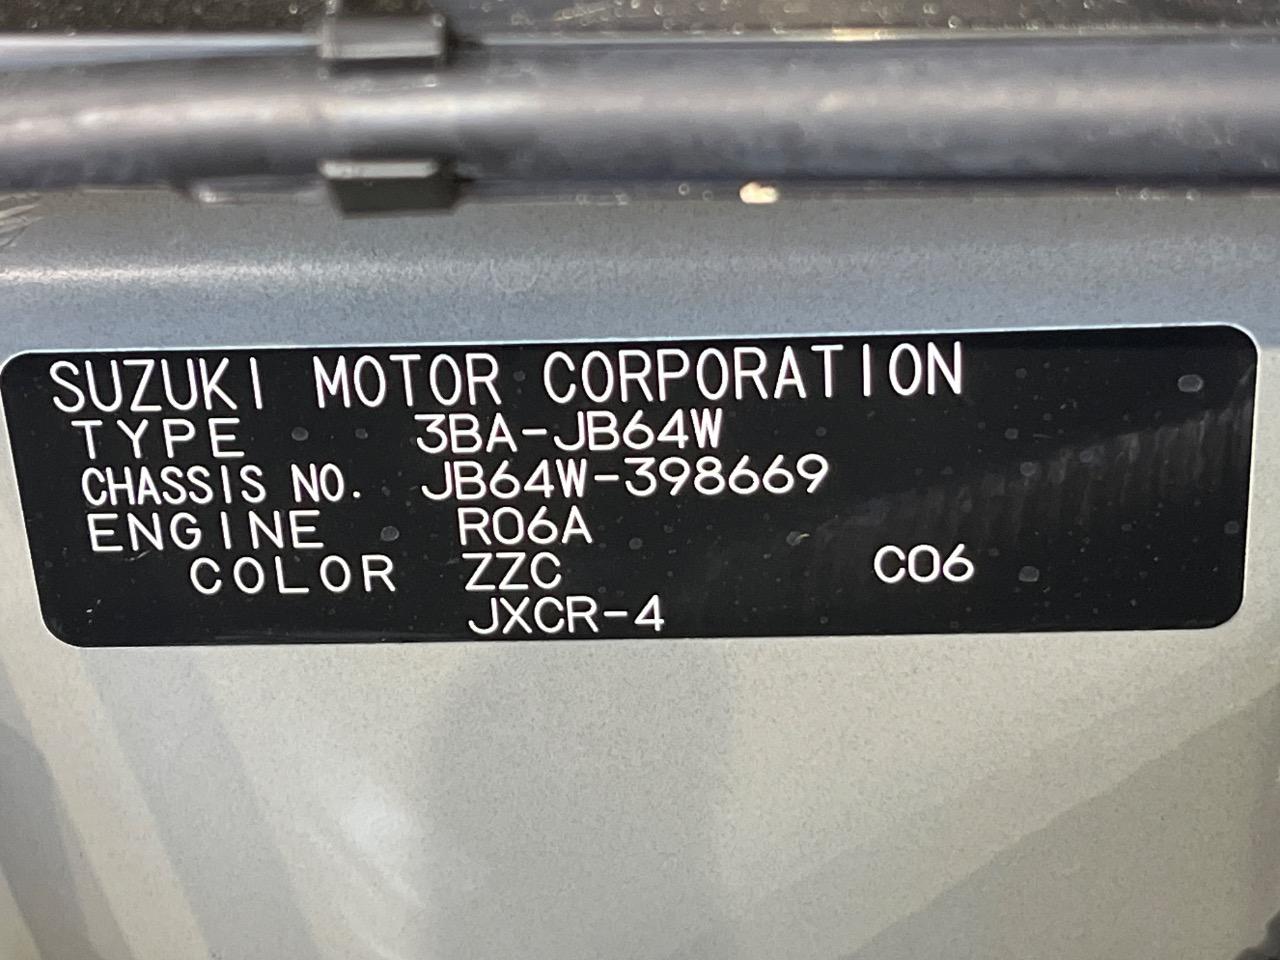 SUZUKI MOTOR CORPORATION
TYPE 3BA-JB64W
CHASSIS NO. JB64W-398669
ENGINE R06A
COLOR ZZC C06
JXCR-4